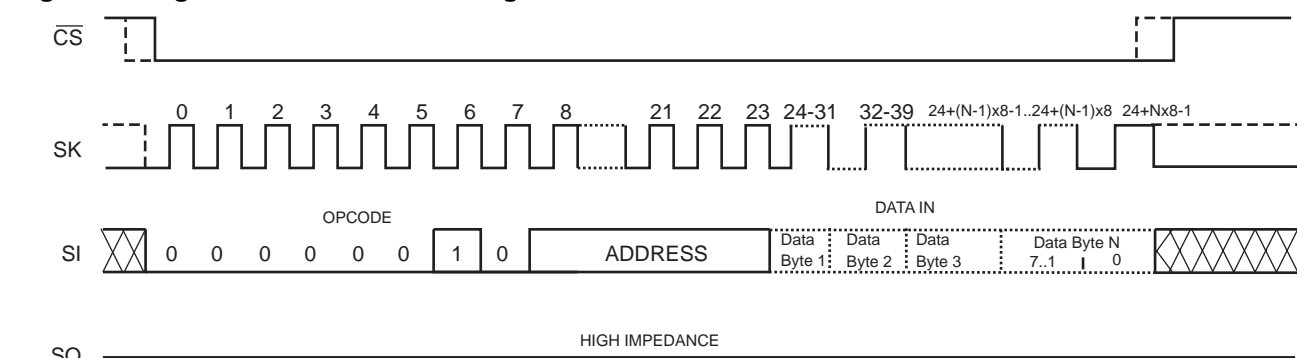 CS
0 1 2 3 4 5 6 7 8 21 22 23 24-31 32-39 24+(N-1)x8-1..24+(N-1)x8 24+Nx8-1
SK
OPCODE
DATA IN
SI
0 0 0 0 0 0 1 0
ADDRESS
Data
Byte 1
Data
Byte 2
Data
Byte 3
Data Byte N
7..1 0
HIGH IMPEDANCE
SO